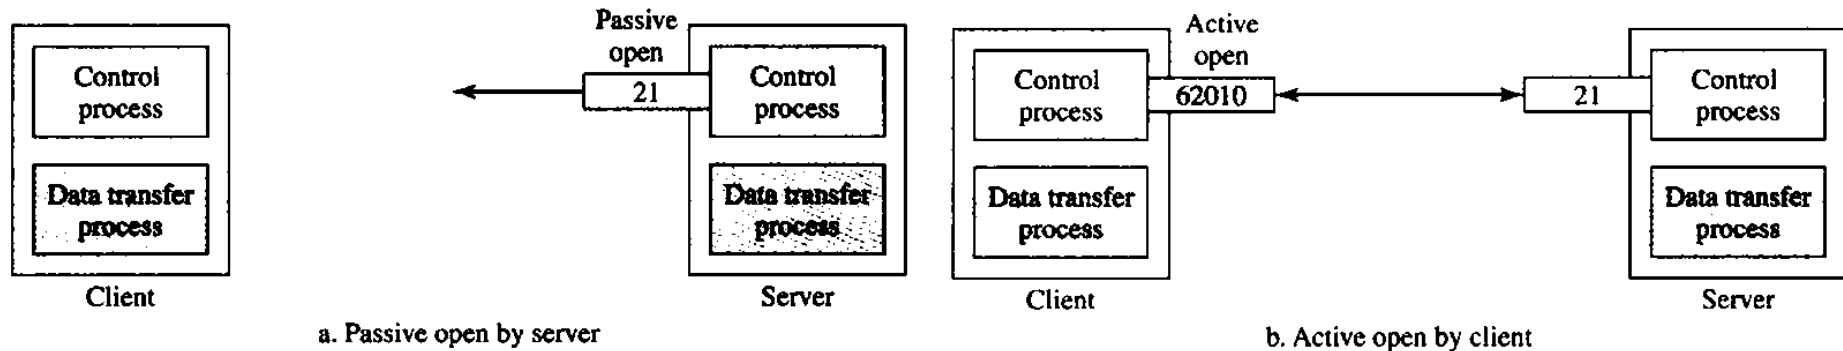 Passive
open
Control
process
21
Control
process
Data transfer
process
Data transfer
process
Client
Server
a. Passive open by server
Active
open
Control
process
62010
21
Control
process
Data transfer
process
Data transfer
process
Client
Server
b. Active open by client